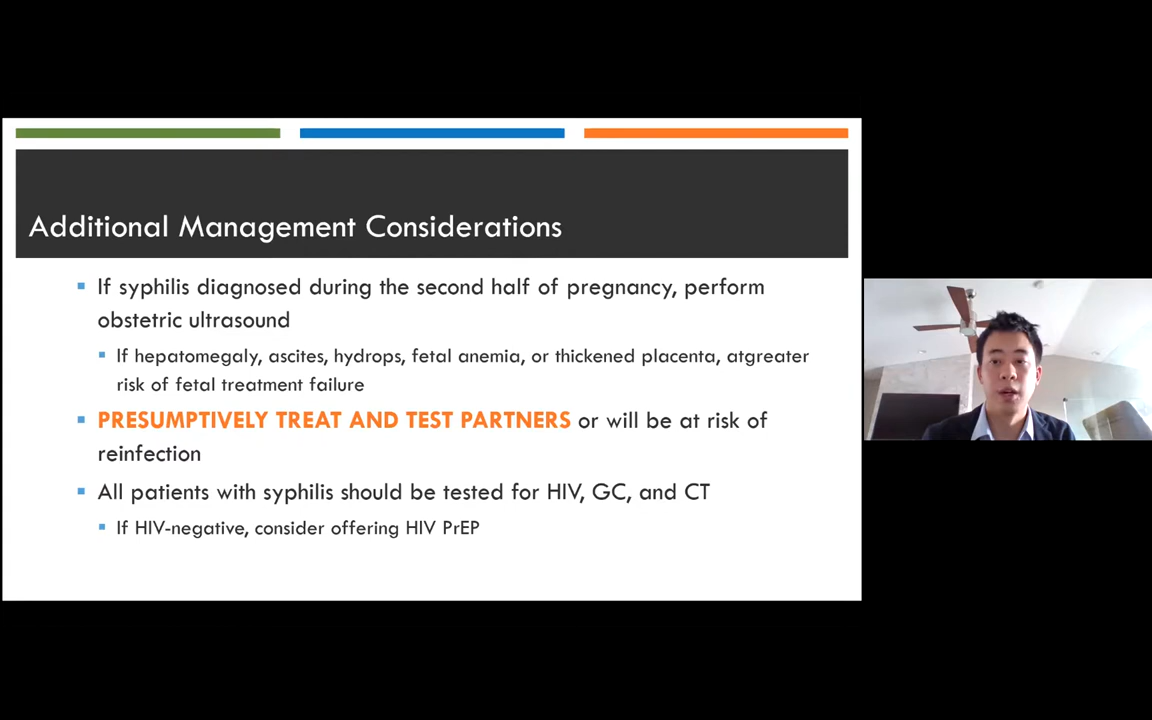 Additional Management Considerations
If syphilis diagnosed during the second half of pregnancy, perform
obstetric ultrasound
If hepatomegaly, ascites, hydrops, fetal anemia, or thickened placenta, atgreater
risk of fetal treatment failure
PRESUMPTIVELY TREAT AND TEST PARTNERS or will be at risk of
reinfection
All patients with syphilis should be tested for HIV, GC, and CT
If HIV-negative, consider offering HIV PrEP